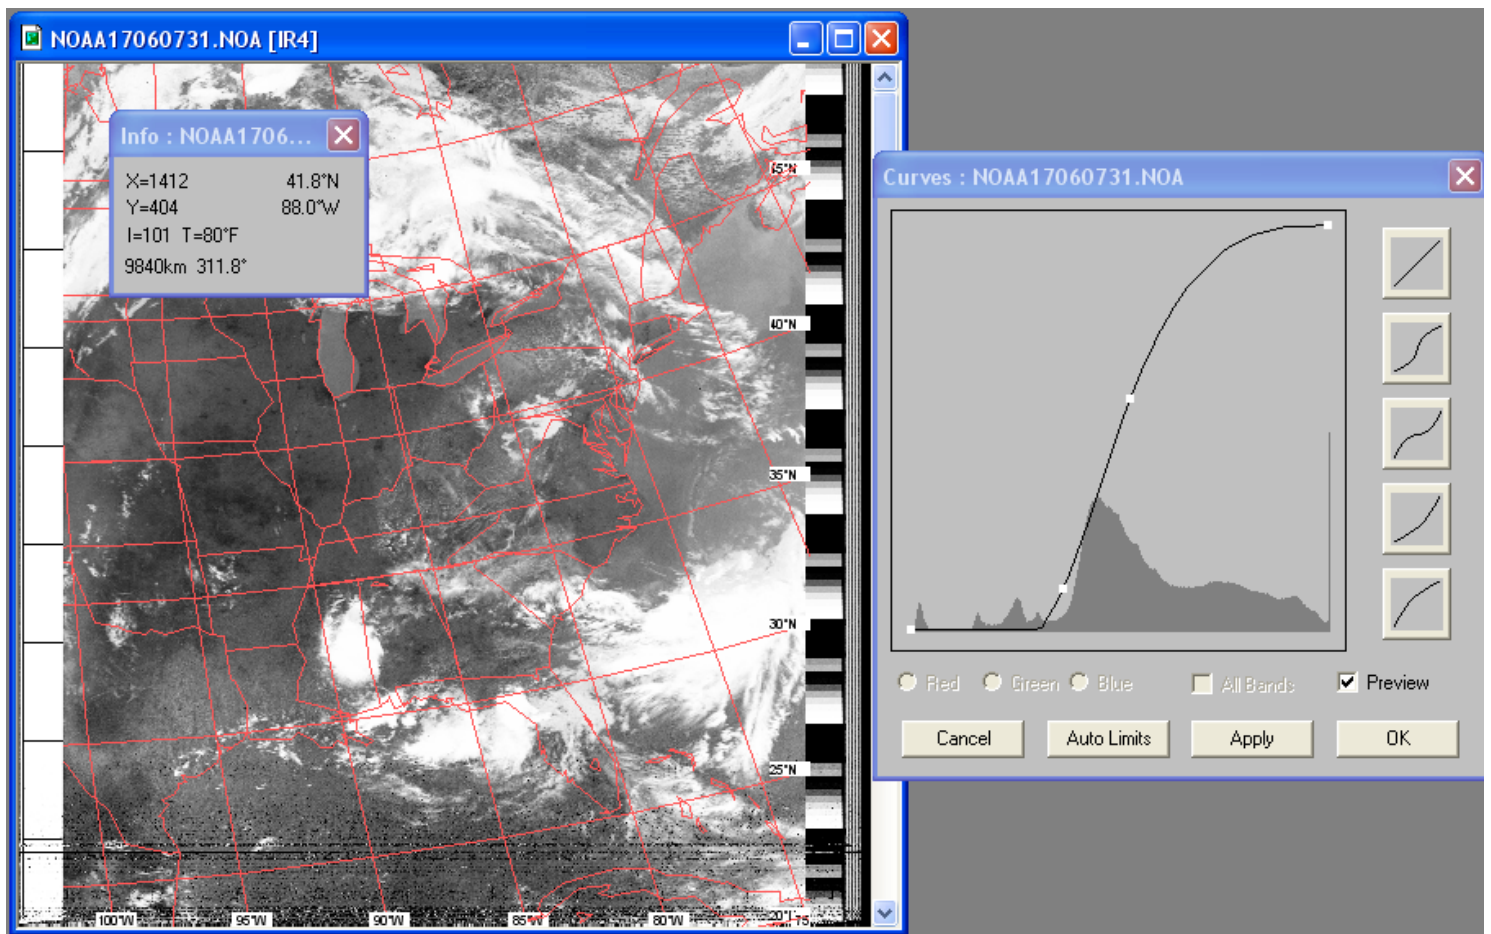 NOAA17060731.NOA [IR4]
Info : NOAA1706...
X=1412 41.8°N
Y=404 88.0°W
I=101 T=80°F
9840km 311.8°
45°N
40°N
35°N
30°N
25°N
20°
100°W 95°W 90°W 85°W 80°W 75
Curves : NOAA17060731.NOA
Red Green Blue All Bands Preview
Cancel Auto Limits Apply OK